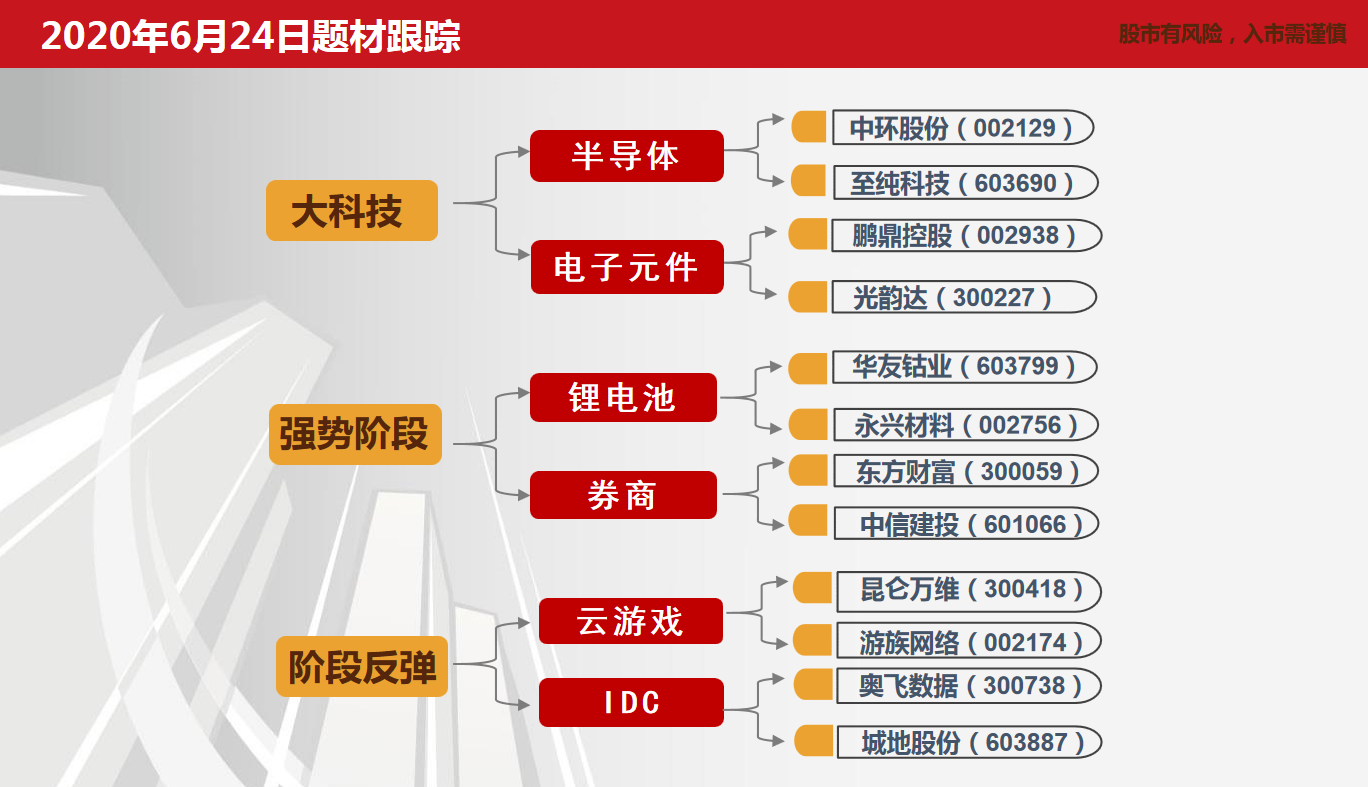 2020年6月24日题材跟踪
股市有风险，入市需谨慎
大科技
半导体
中环股份（002129）
至纯科技（603690）
电子元件
鹏鼎控股（002938）
光韵达（300227）
强势阶段
锂电池
华友钴业（603799）
永兴材料（002756）
券商
东方财富（300059）
中信建投（601066）
阶段反弹
云游戏
昆仑万维（300418）
游族网络（002174）
IDC
奥飞数据（300738）
城地股份（603887）